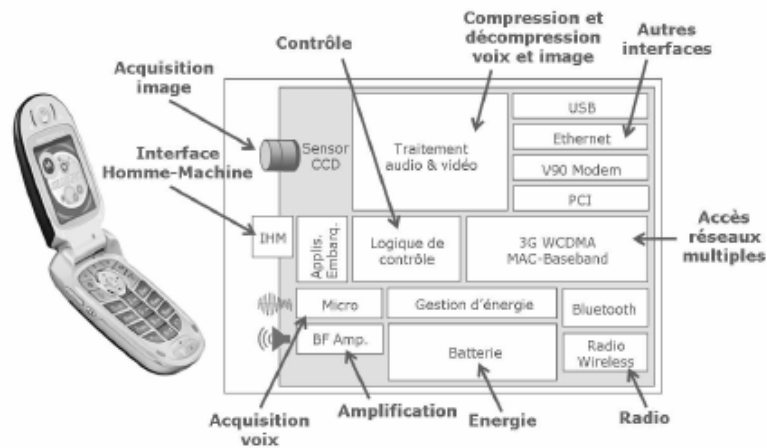 Compression et
décompression
voix et image
Contrôle
Autres
interfaces
Acquisition
image
USB
Ethernet
V90 Modem
PCI
Sensor
CCD
Traitement
audio & vidéo
Interface
Homme-Machine
IHM
Applis.
Embarq.
Logique de
contrôle
3G WCDMA
MAC-Baseband
Accès
réseaux
multiples
Micro
Gestion d'énergie
Bluetooth
BF Amp.
Batterie
Radio
Wireless
Acquisition
voix
Amplification
Energie
Radio